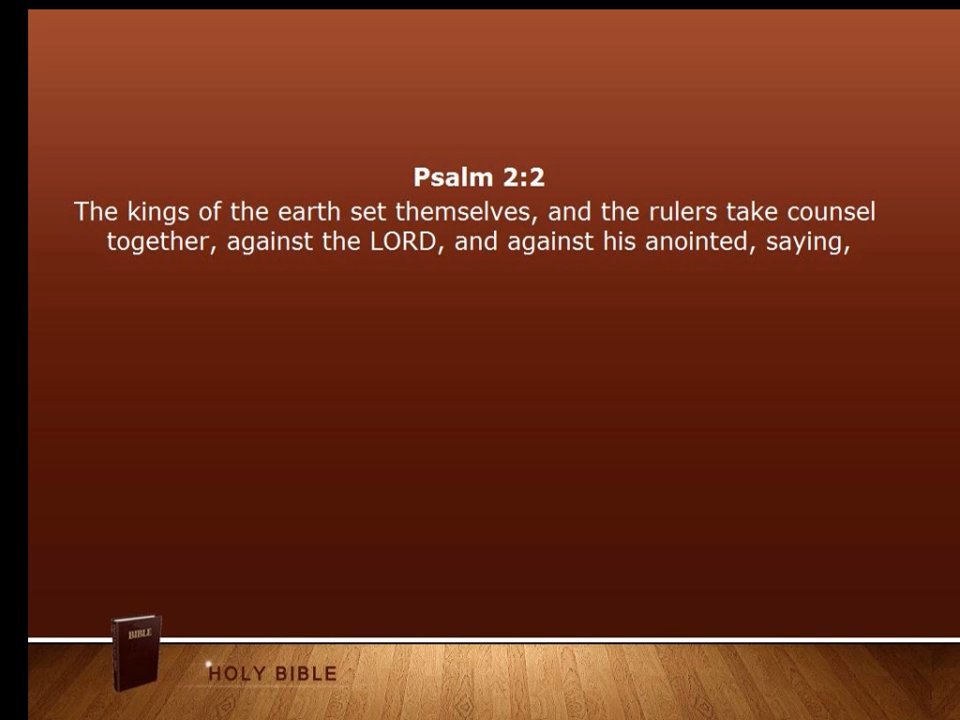 Psalm 2:2
The kings of the earth set themselves, and the rulers take counsel
together, against the LORD, and against his anointed, saying,
BIBLE
HOLY BIBLE